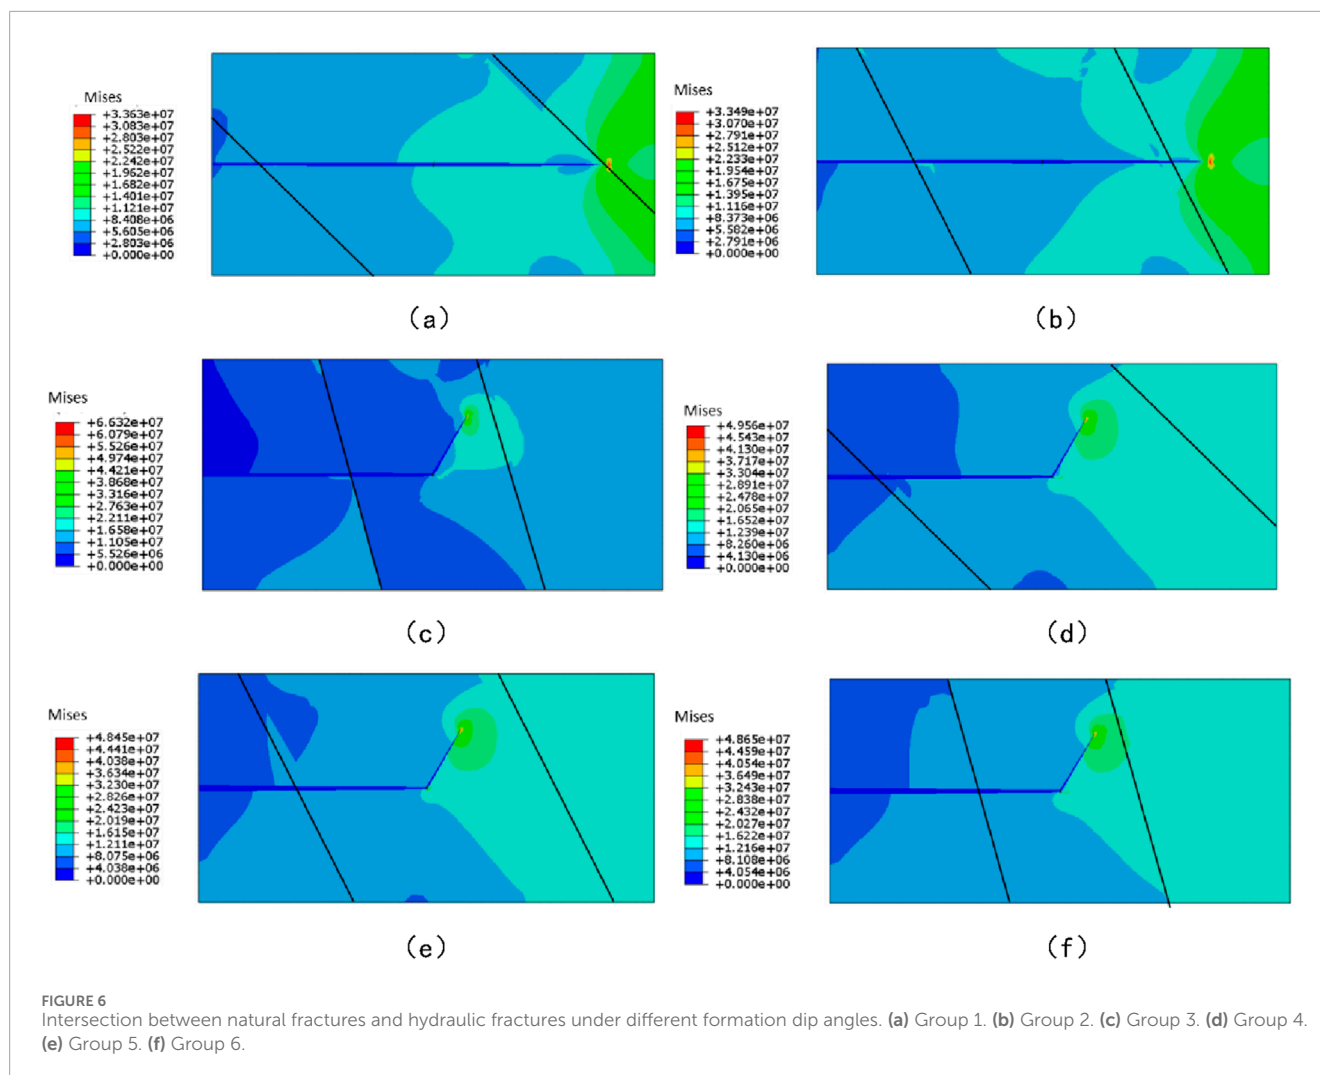 Mises
+3.363e+07
+3.083e+07
+2.803e+07
+2.522e+07
+2.242e+07
+1.962e+07
+1.682e+07
+1.401e+07
+1.121e+07
+8.408e+06
+5.605e+06
+2.803e+06
+0.000e+00
(a)
Mises
+3.349e+07
+3.070e+07
+2.791e+07
+2.512e+07
+2.233e+07
+1.954e+07
+1.675e+07
+1.395e+07
+1.116e+07
+8.373e+06
+5.582e+06
+2.791e+06
+0.000e+00
(b)
Mises
+6.632e+07
+6.079e+07
+5.526e+07
+4.974e+07
+4.421e+07
+3.868e+07
+3.316e+07
+2.763e+07
+2.211e+07
+1.658e+07
+1.105e+07
+5.526e+06
+0.000e+00
(c)
Mises
+4.956e+07
+4.543e+07
+4.130e+07
+3.717e+07
+3.304e+07
+2.891e+07
+2.478e+07
+2.065e+07
+1.652e+07
+1.239e+07
+8.260e+06
+4.130e+06
+0.000e+00
(d)
Mises
+4.845e+07
+4.441e+07
+4.038e+07
+3.634e+07
+3.230e+07
+2.826e+07
+2.423e+07
+2.019e+07
+1.615e+07
+1.211e+07
+8.075e+06
+4.038e+06
+0.000e+00
(e)
Mises
+4.865e+07
+4.459e+07
+4.054e+07
+3.649e+07
+3.243e+07
+2.838e+07
+2.432e+07
+2.027e+07
+1.622e+07
+1.216e+07
+8.108e+06
+4.054e+06
+0.000e+00
(f)
FIGURE 6
Intersection between natural fractures and hydraulic fractures under different formation dip angles. (a) Group 1. (b) Group 2. (c) Group 3. (d) Group 4.
(e) Group 5. (f) Group 6.